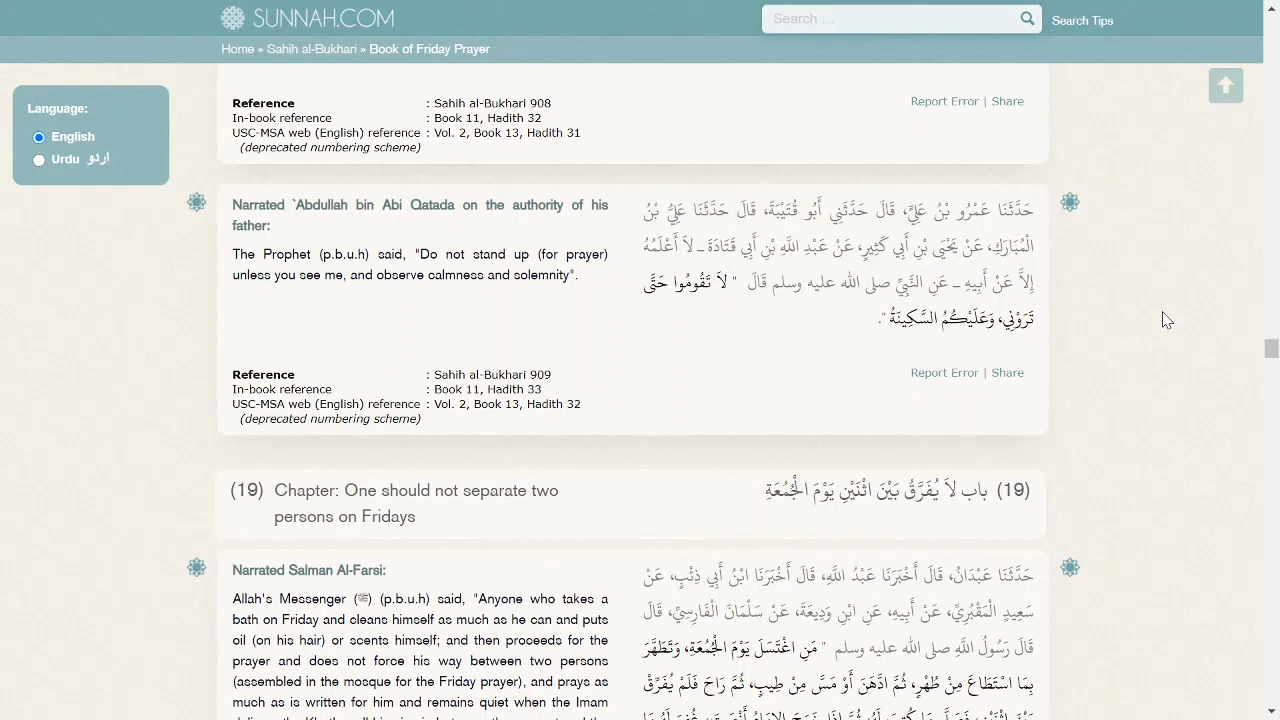 SUNNAH.COM
Search ...
Search Tips
Home » Sahih al-Bukhari » Book of Friday Prayer
Language:
English
Urdu اردو
Reference : Sahih al-Bukhari 908
In-book reference : Book 11, Hadith 32
USC-MSA web (English) reference : Vol. 2, Book 13, Hadith 31
(deprecated numbering scheme)
Report Error | Share
Narrated `Abdullah bin Abi Qatada on the authority of his
father:
The Prophet (p.b.u.h) said, "Do not stand up (for prayer)
unless you see me, and observe calmness and solemnity".
حَدَّثَنَا عَمْرُو بْنُ عَلِيٍّ، قَالَ حَدَّثَنِي أَبُو قُتَيْبَةَ، قَالَ حَدَّثَنَا عَلِيُّ بْنُ
الْمُبَارَكِ، عَنْ يَحْيَى بْنِ أَبِي كَثِيرٍ، عَنْ عَبْدِ اللَّهِ بْنِ أَبِي قَتَادَةَ ـ لاَ أَعْلَمُهُ
إِلاَّ عَنْ أَبِيهِ ـ عَنِ النَّبِيِّ صلى الله عليه وسلم قَالَ ‏"‏ لاَ تَقُومُوا حَتَّى
تَرَوْنِي، وَعَلَيْكُمُ السَّكِينَةُ ‏"‏‏.‏
Reference : Sahih al-Bukhari 909
In-book reference : Book 11, Hadith 33
USC-MSA web (English) reference : Vol. 2, Book 13, Hadith 32
(deprecated numbering scheme)
Report Error | Share
(19) Chapter: One should not separate two
persons on Fridays
(19) باب لاَ يُفَرَّقُ بَيْنَ اثْنَيْنِ يَوْمَ الْجُمُعَةِ
Narrated Salman Al-Farsi:
Allah's Messenger (ﷺ) (p.b.u.h) said, "Anyone who takes a
bath on Friday and cleans himself as much as he can and puts
oil (on his hair) or scents himself; and then proceeds for the
prayer and does not force his way between two persons
(assembled in the mosque for the Friday prayer), and prays as
much as is written for him and remains quiet when the Imam
حَدَّثَنَا عَبْدَانُ، قَالَ أَخْبَرَنَا عَبْدُ اللَّهِ، قَالَ أَخْبَرَنَا ابْنُ أَبِي ذِئْبٍ، عَنْ
سَعِيدٍ الْمَقْبُرِيِّ، عَنْ أَبِيهِ، عَنِ ابْنِ وَدِيعَةَ، عَنْ سَلْمَانَ الْفَارِسِيِّ، قَالَ
قَالَ رَسُولُ اللَّهِ صلى الله عليه وسلم ‏"‏ مَنِ اغْتَسَلَ يَوْمَ الْجُمُعَةِ، وَتَطَهَّرَ
بِمَا اسْتَطَاعَ مِنْ طُهْرٍ، ثُمَّ ادَّهَنَ أَوْ مَسَّ مِنْ طِيبٍ، ثُمَّ رَاحَ فَلَمْ يُفَرِّقْ